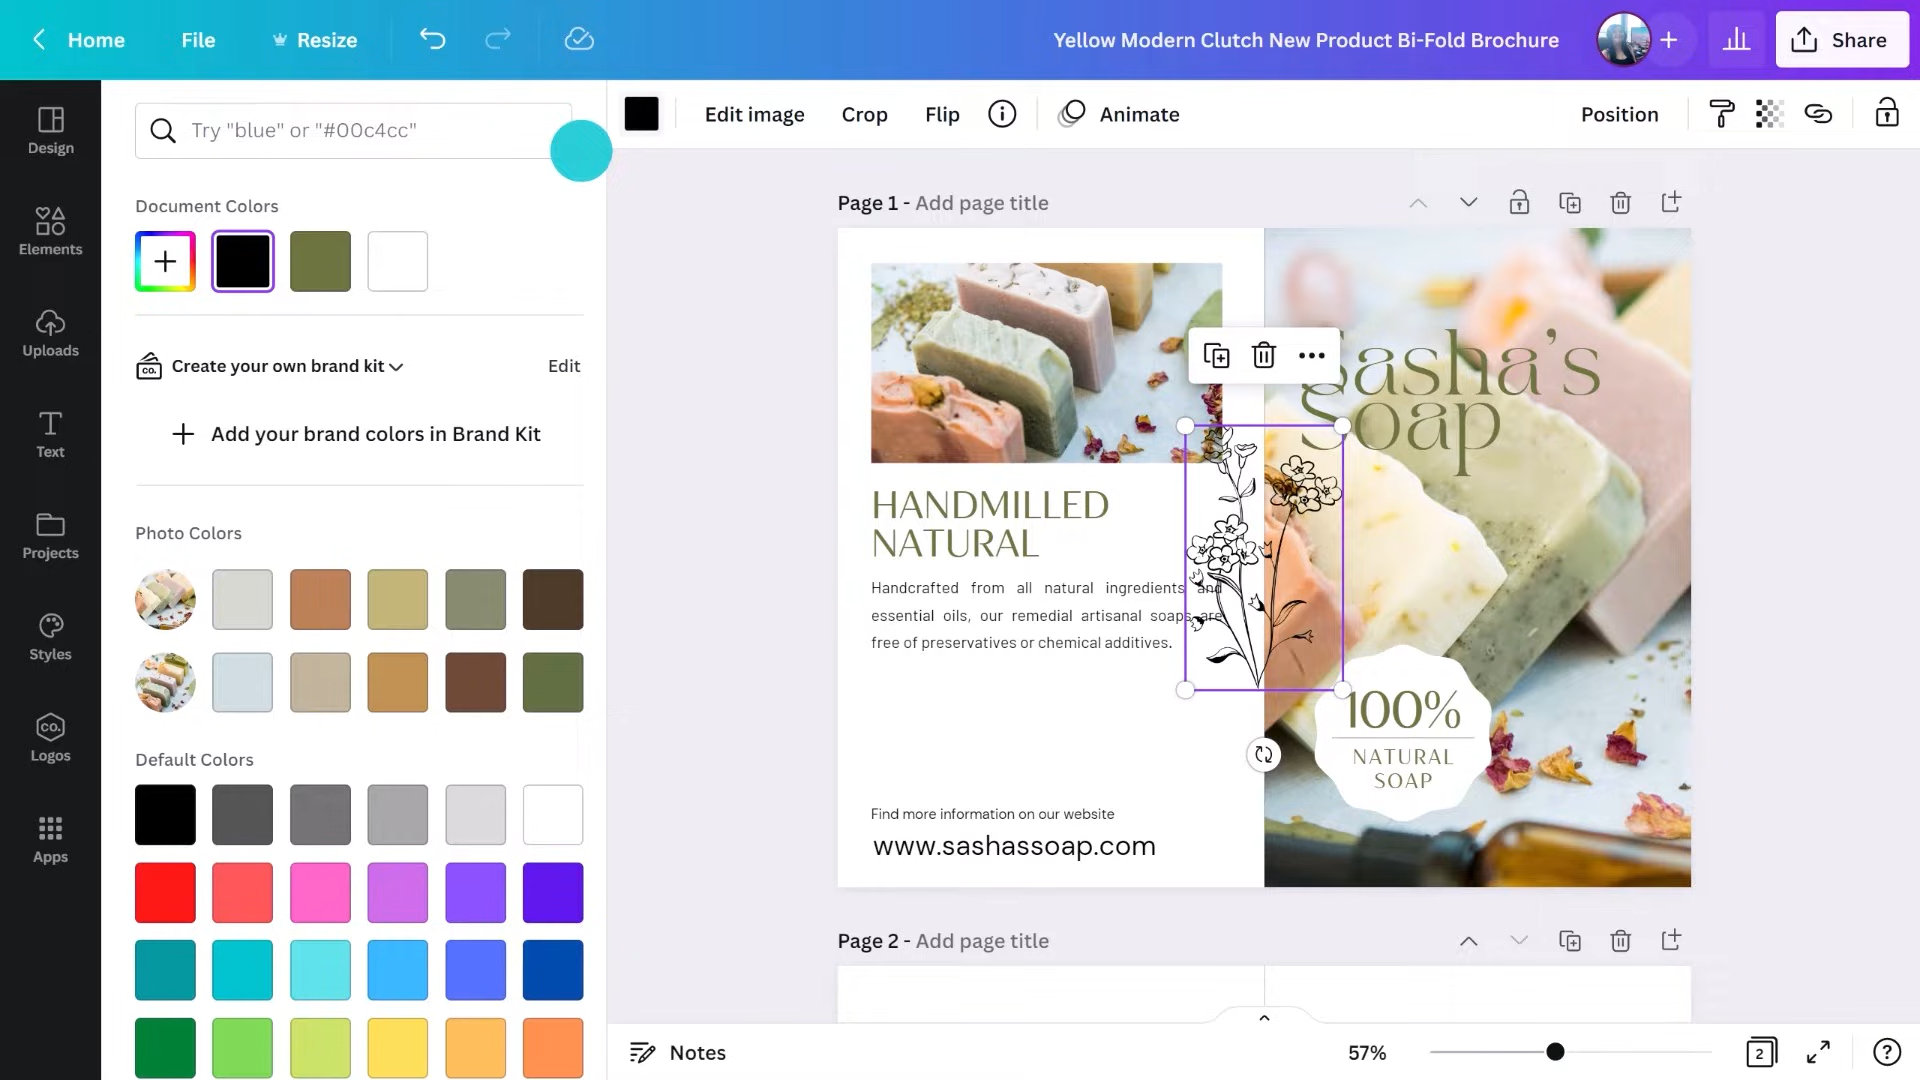 Home
File
Resize
Yellow Modern Clutch New Product Bi-Fold Brochure
+
Share
Design
Elements
Uploads
Text
Projects
Styles
co.
Logos
Apps
Try "blue" or "#00c4cc"
Document Colors
co.
Create your own brand kit
Edit
Add your brand colors in Brand Kit
Photo Colors
Default Colors
Edit image
Crop
Flip
Animate
Position
Page 1 - Add page title
HANDMILLED
NATURAL
Handcrafted from all natural ingredients and
essential oils, our remedial artisanal soaps are
free of preservatives or chemical additives.
Find more information on our website
www.sashassoap.com
Sasha's
Soap
100%
NATURAL
SOAP
Page 2 - Add page title
Notes
57%
2
?